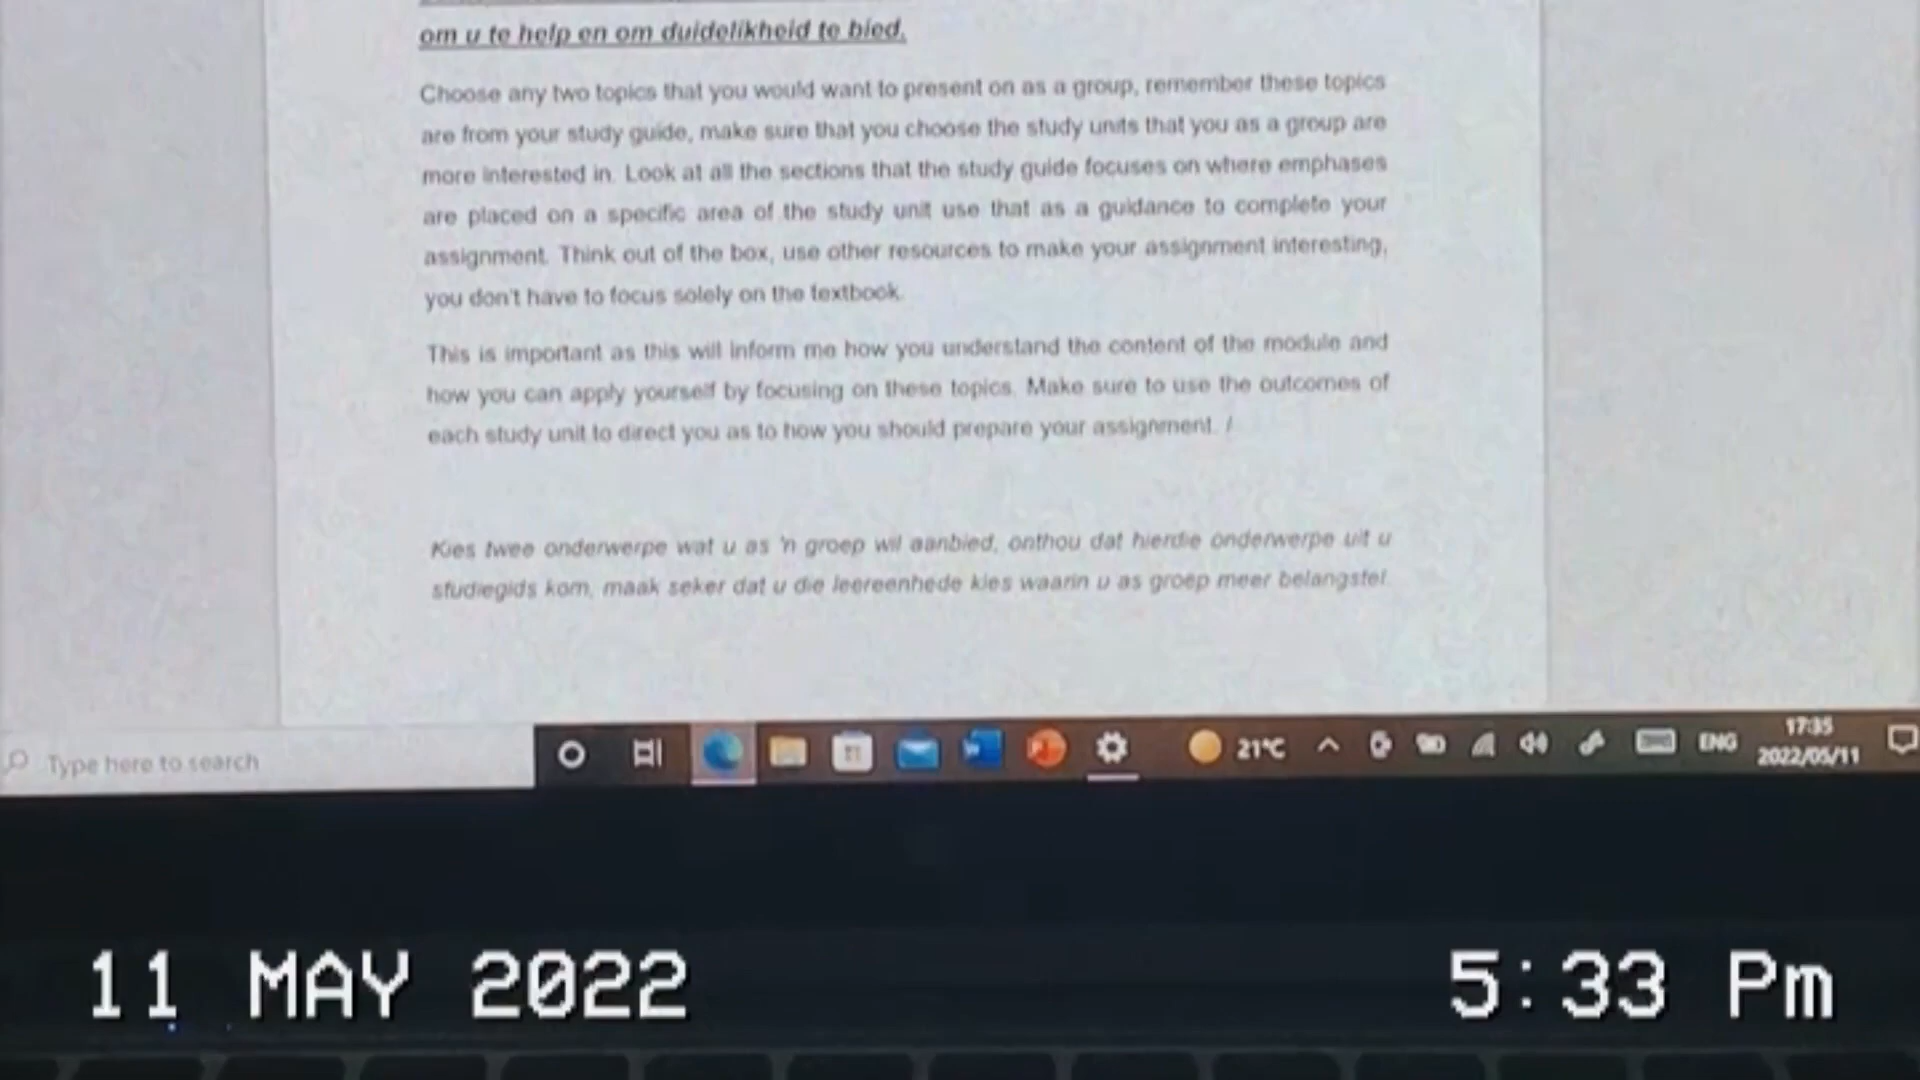 om u te help en om duidelikheid te bied.
Choose any two topics that you would want to present on as a group, remember these topics
are from your study guide, make sure that you choose the study units that you as a group are
more interested in. Look at all the sections that the study guide focuses on where emphases
are placed on a specific area of the study unit use that as a guidance to complete your
assignment. Think out of the box, use other resources to make your assignment interesting,
you don't have to focus solely on the textbook.
This is important as this will inform me how you understand the content of the module and
how you can apply yourself by focusing on these topics. Make sure to use the outcomes of
each study unit to direct you as to how you should prepare your assignment. /
Kies twee onderwerpe wat u as 'n groep wil aanbied, onthou dat hierdie onderwerpe uit u
studiegids kom, maak seker dat u die leereenhede kies waarin u as groep meer belangstel.
Type here to search
21°C
ENG
17:35
2022/05/11
11 MAY 2022
5:33 Pm